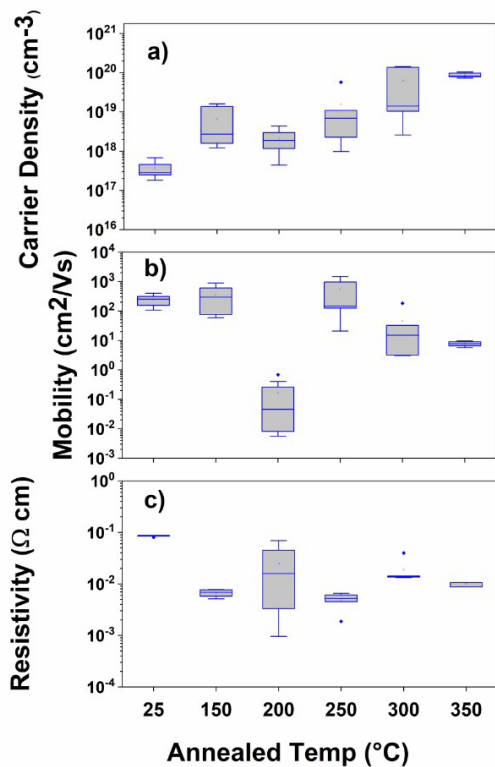 a)
Carrier Density (cm-3)
10²¹
10²⁰
10¹⁹
10¹⁸
10¹⁷
10¹⁶
b)
Mobility (cm2/Vs)
10⁴
10³
10²
10¹
10⁰
10⁻¹
10⁻²
10⁻³
c)
Resistivity (Ω cm)
10⁰
10⁻¹
10⁻²
10⁻³
10⁻⁴
25 150 200 250 300 350
Annealed Temp (°C)